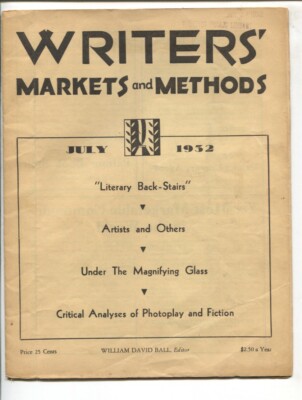 WRITERS'
MARKETS and METHODS
JULY 1932
"Literary Back-Stairs"
Artists and Others
Under The Magnifying Glass
Critical Analyses of Photoplay and Fiction
Price 25 Cents WILLIAM DAVID BALL, Editor $2.50 a Year